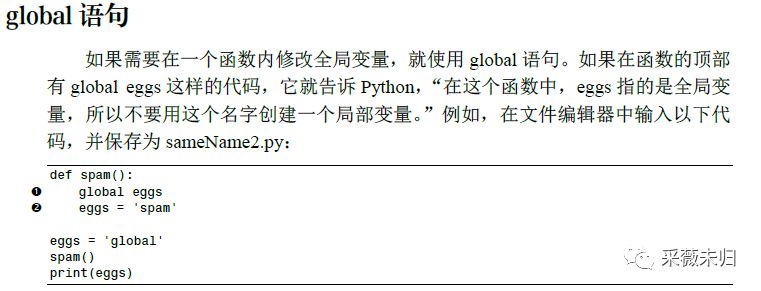 global 语句
如果需要在一个函数内修改全局变量，就使用 global 语句。如果在函数的顶部
有 global eggs 这样的代码，它就告诉 Python，“在这个函数中，eggs 指的是全局变
量，所以不要用这个名字创建一个局部变量。”例如，在文件编辑器中输入以下代
码，并保存为 sameName2.py：
def spam():
❶ global eggs
❷ eggs = 'spam'
eggs = 'global'
spam()
print(eggs)
采薇未归